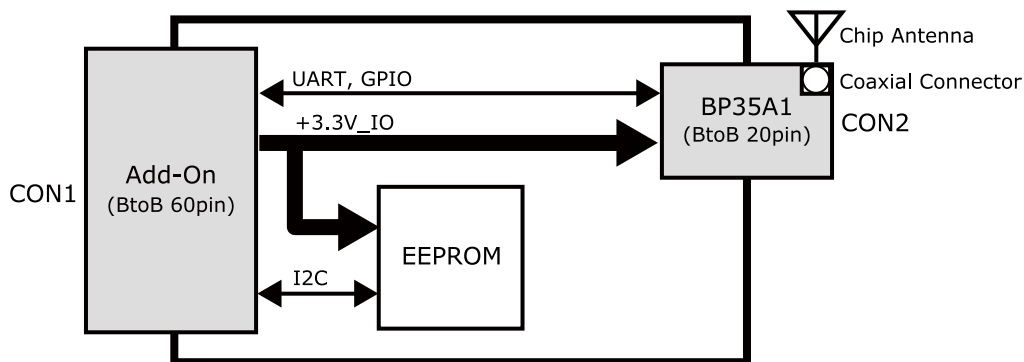 Chip Antenna
UART, GPIO
Coaxial Connector
BP35A1
(BtoB 20pin)
CON2
+3.3V_IO
CON1
Add-On
(BtoB 60pin)
EEPROM
I2C